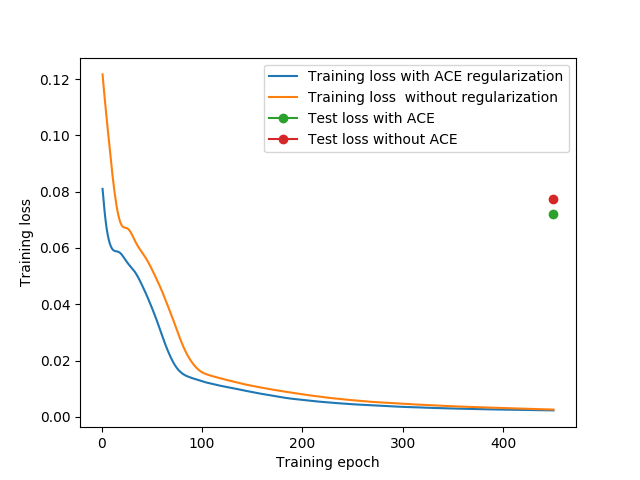 0.12
0.10
0.08
0.06
0.04
0.02
0.00
Training loss
0
100
200
300
400
Training epoch
Training loss with ACE regularization
Training loss  without regularization
Test loss with ACE
Test loss without ACE